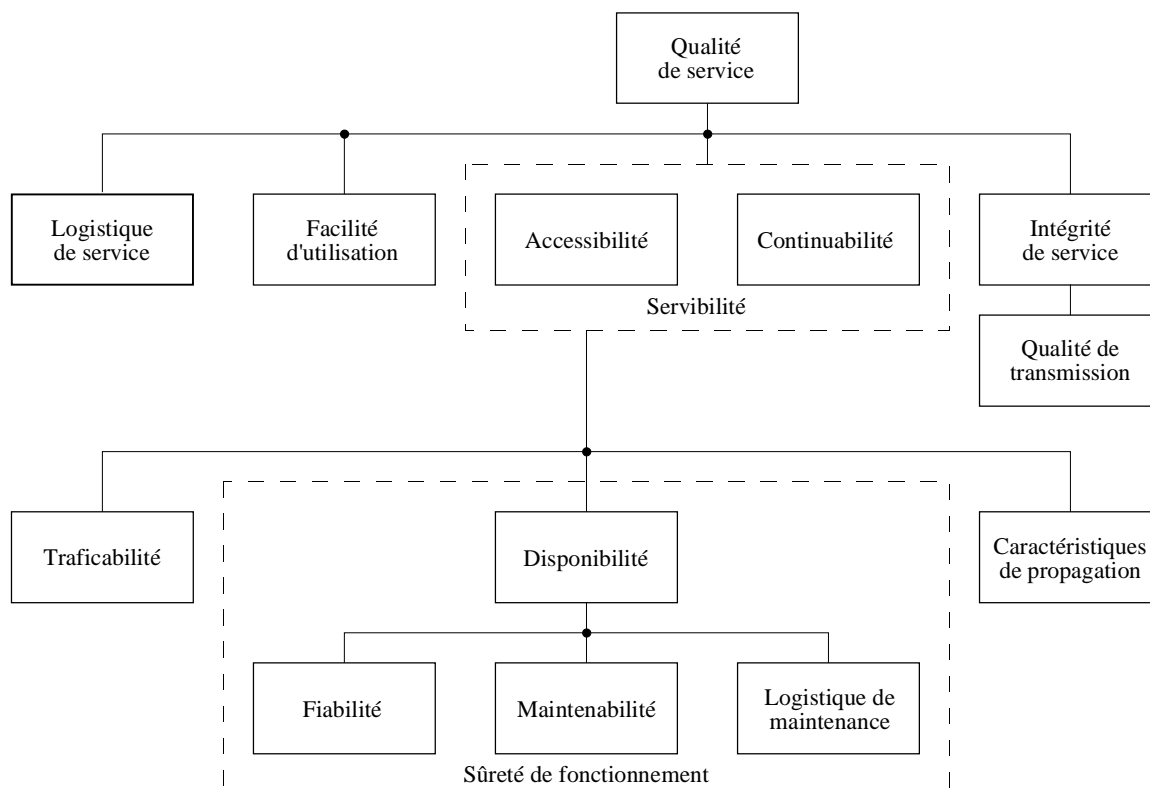 Qualité
de service
Logistique
de service
Facilité
d'utilisation
Accessibilité
Continuabilité
Intégrité
de service
Servibilité
Qualité de
transmission
Traficabilité
Disponibilité
Caractéristiques
de propagation
Fiabilité
Maintenabilité
Logistique de
maintenance
Sûreté de fonctionnement